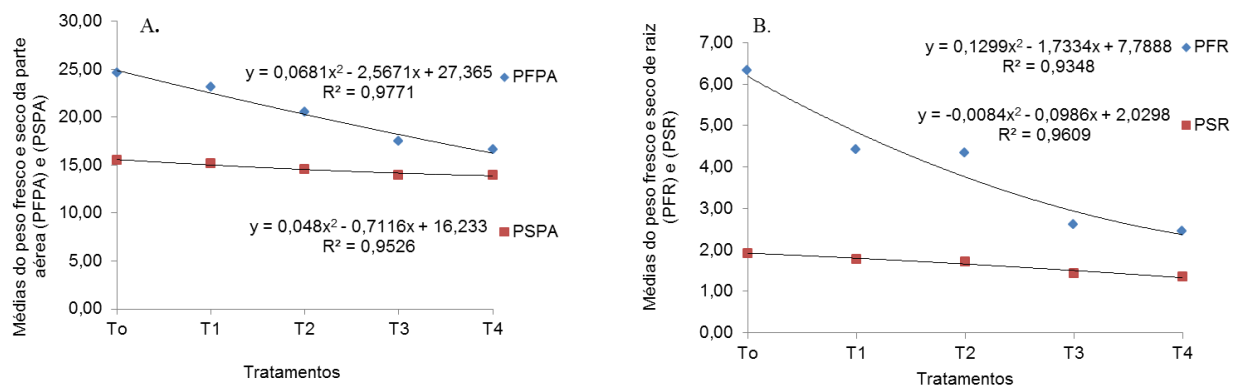 A.
Médias do peso fresco e seco da parte
aérea (PFPA) e (PSPA)
30,00
25,00
20,00
15,00
10,00
5,00
0,00
y = 0,0681x² - 2,5671x + 27,365
R² = 0,9771
PFPA
y = 0,048x² - 0,7116x + 16,233
R² = 0,9526
PSPA
To T1 T2 T3 T4
Tratamentos
B.
Médias do peso fresco e seco de raiz
(PFR) e (PSR)
7,00
6,00
5,00
4,00
3,00
2,00
1,00
0,00
y = 0,1299x² - 1,7334x + 7,7888
R² = 0,9348
PFR
y = -0,0084x² - 0,0986x + 2,0298
R² = 0,9609
PSR
To T1 T2 T3 T4
Tratamentos